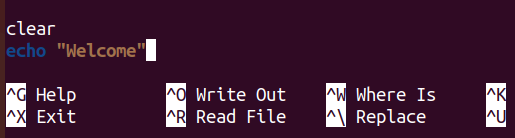 clear
echo "Welcome"
^G Help ^O Write Out ^W Where Is ^K
^X Exit ^R Read File ^\ Replace ^U